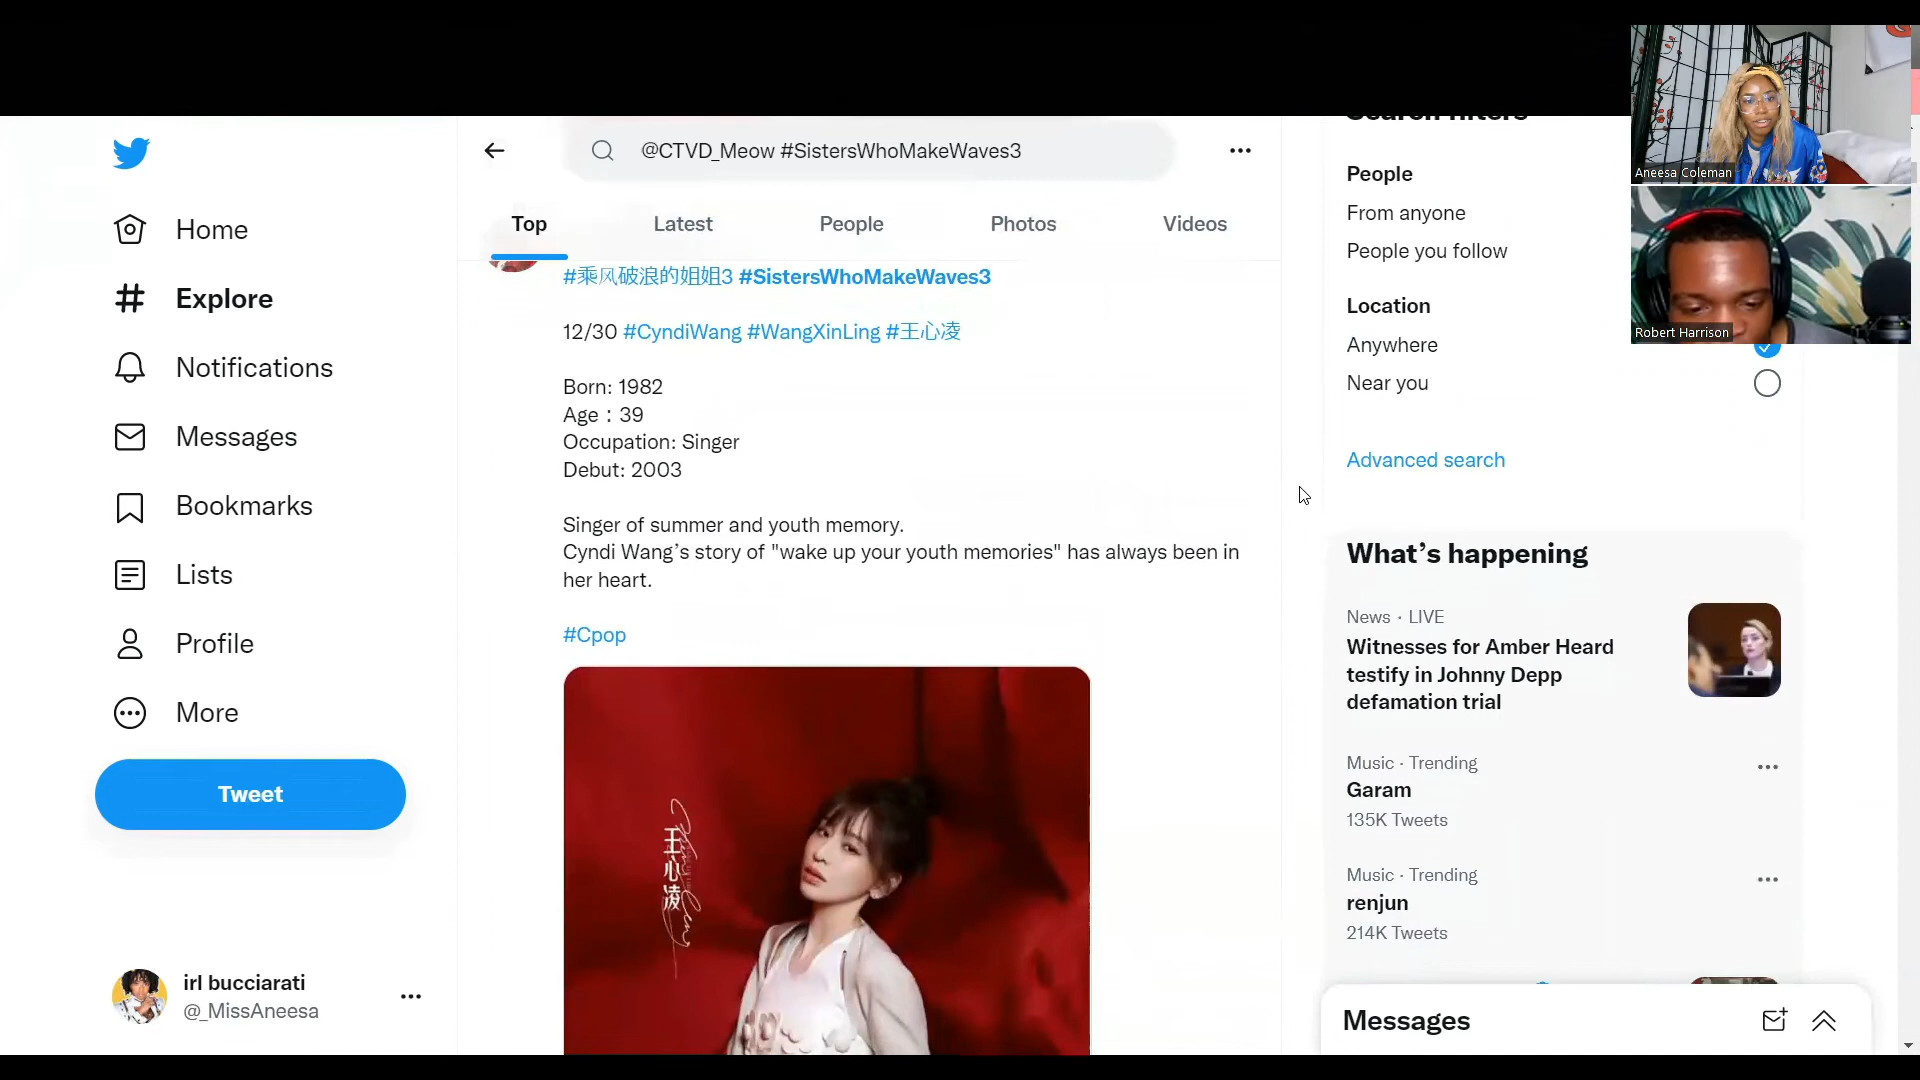 @CTVD_Meow #SistersWhoMakeWaves3
Home
Explore
Notifications
Messages
Bookmarks
Lists
Profile
More
Tweet
irl bucciarati
@_MissAneesa
Top
Latest
People
Photos
Videos
#乘风破浪的姐姐3 #SistersWhoMakeWaves3
12/30 #CyndiWang #WangXinLing #王心凌
Born: 1982
Age : 39
Occupation: Singer
Debut: 2003
Singer of summer and youth memory.
Cyndi Wang’s story of "wake up your youth memories" has always been in
her heart.
#Cpop
王心凌
Search filters
People
From anyone
People you follow
Location
Anywhere
Near you
Advanced search
What’s happening
News · LIVE
Witnesses for Amber Heard
testify in Johnny Depp
defamation trial
Music · Trending
Garam
135K Tweets
Music · Trending
renjun
214K Tweets
Messages
Aneesa Coleman
Robert Harrison